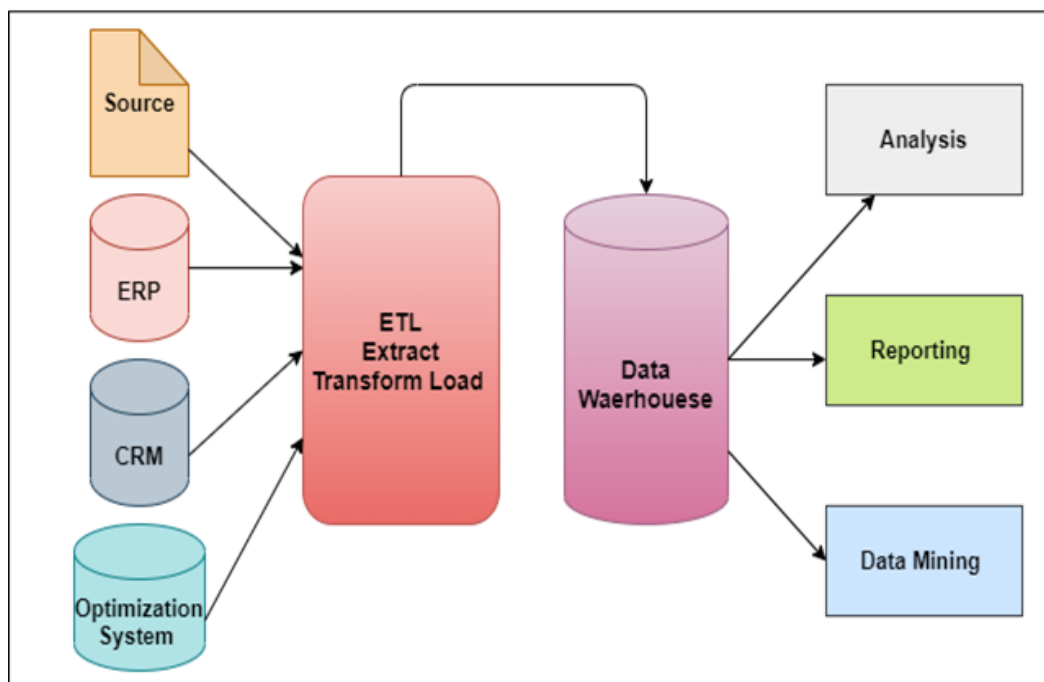 Source
ERP
CRM
Optimization
System
ETL
Extract
Transform Load
Data
Waerhouese
Analysis
Reporting
Data Mining